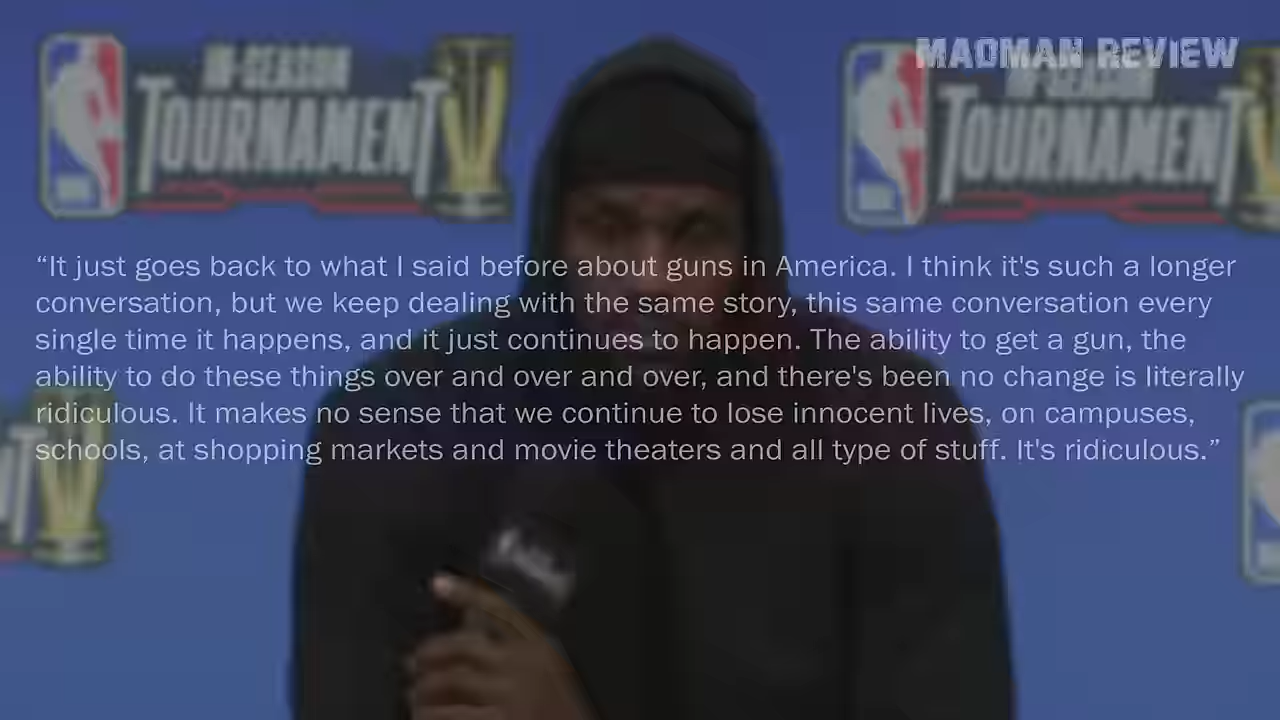 MADMAN REVIEW
IN-SEASON
TOURNAMENT
IN-SEASON
TOURNAMENT
“It just goes back to what I said before about guns in America. I think it's such a longer
conversation, but we keep dealing with the same story, this same conversation every
single time it happens, and it just continues to happen. The ability to get a gun, the
ability to do these things over and over and over, and there's been no change is literally
ridiculous. It makes no sense that we continue to lose innocent lives, on campuses,
schools, at shopping markets and movie theaters and all type of stuff. It's ridiculous.”